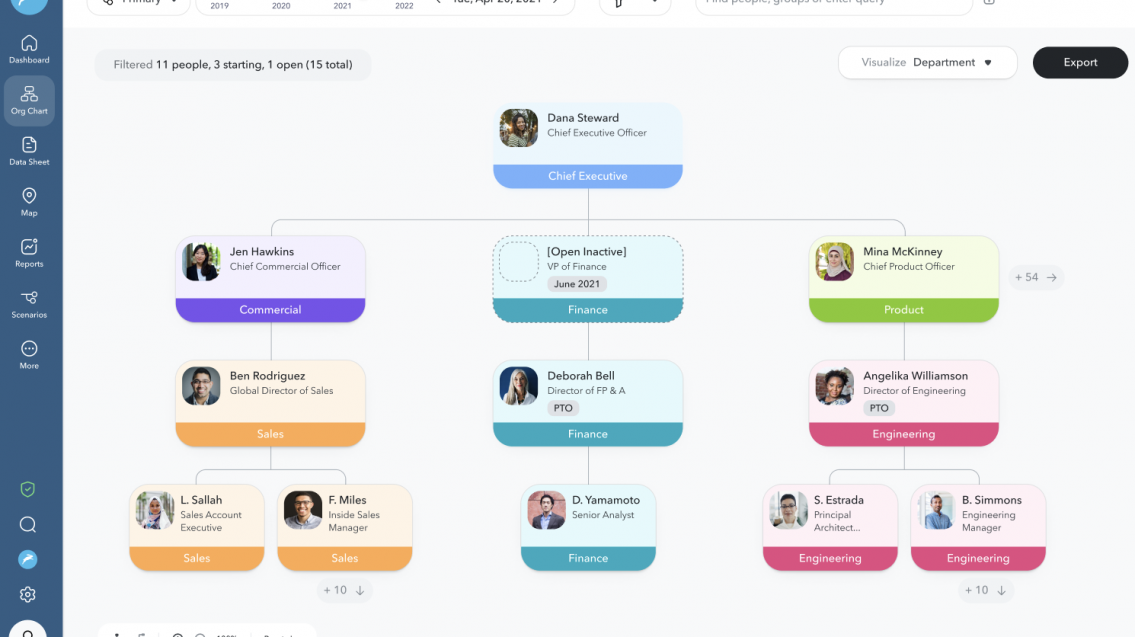 Primary
2019
2020
2021
2022
Tue, Apr 20, 2021
Find people, groups or enter query
Dashboard
Org Chart
Data Sheet
Map
Reports
Scenarios
More
Filtered 11 people, 3 starting, 1 open (15 total)
Visualize Department
Export
Dana Steward
Chief Executive Officer
Chief Executive
Jen Hawkins
Chief Commercial Officer
Commercial
[Open Inactive]
VP of Finance
June 2021
Finance
Mina McKinney
Chief Product Officer
Product
+ 54 →
Ben Rodriguez
Global Director of Sales
Sales
Deborah Bell
Director of FP & A
PTO
Finance
Angelika Williamson
Director of Engineering
PTO
Engineering
L. Sallah
Sales Account
Executive
Sales
F. Miles
Inside Sales
Manager
Sales
+ 10 ↓
D. Yamamoto
Senior Analyst
Finance
S. Estrada
Principal
Architect...
Engineering
B. Simmons
Engineering
Manager
Engineering
+ 10 ↓